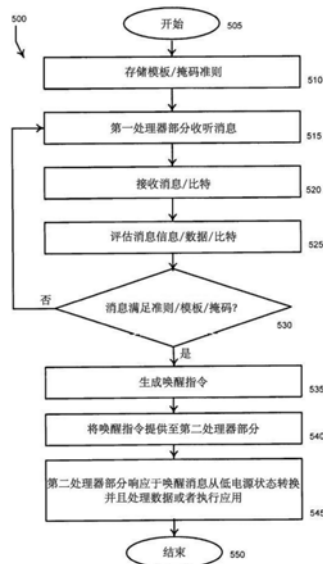 500
开始
505
存储模板/掩码准则
510
第一处理器部分收听消息
515
接收消息/比特
520
评估消息信息/数据/比特
525
否
消息满足准则/模板/掩码?
530
是
生成唤醒指令
535
将唤醒指令提供至第二处理器部分
540
第二处理器部分响应于唤醒消息从低电源状态转换
并且处理数据或者执行应用
545
结束
550